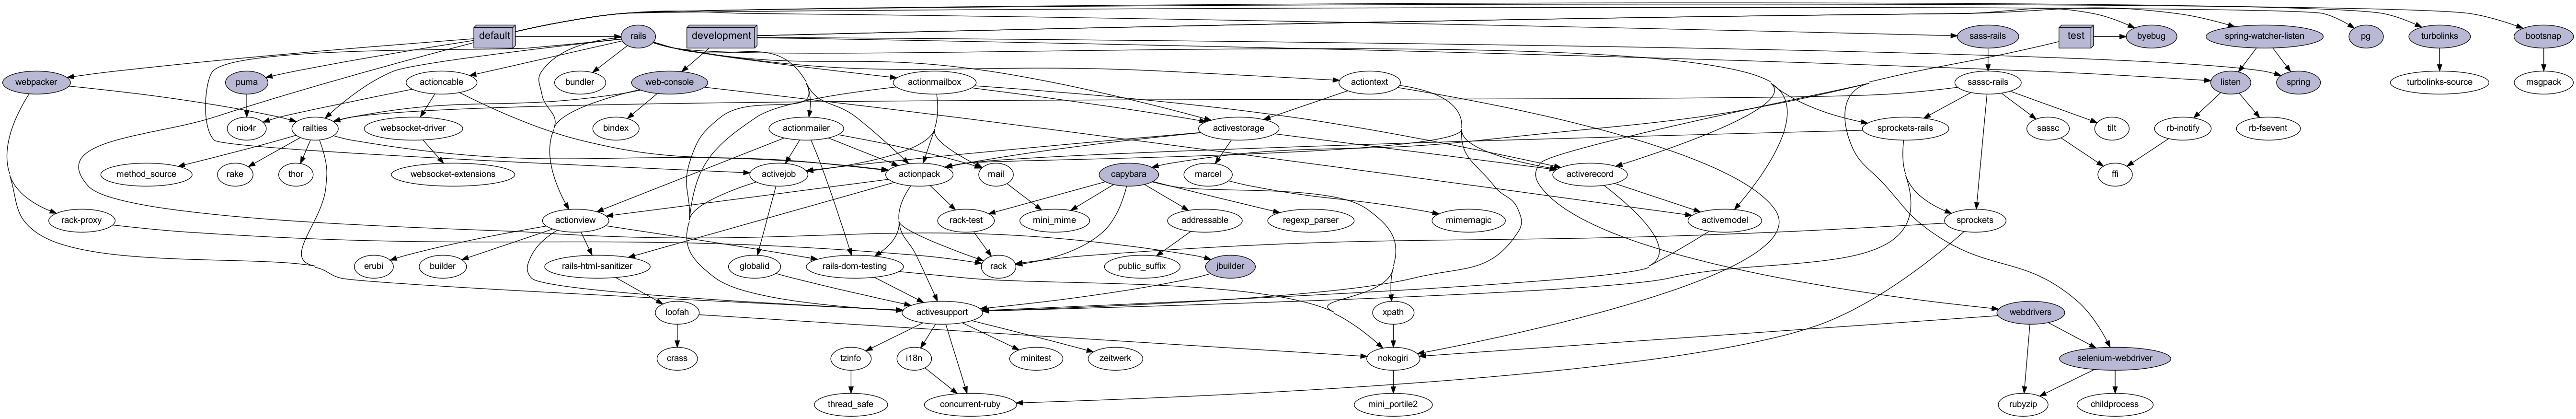 default
rails
development
sass-rails
test
byebug
spring-watcher-listen
pg
turbolinks
bootsnap
webpacker
puma
actioncable
bundler
web-console
actionmailbox
actiontext
sassc-rails
listen
spring
turbolinks-source
msgpack
nio4r
railties
websocket-driver
bindex
actionmailer
activestorage
sprockets-rails
sassc
tilt
rb-inotify
rb-fsevent
method_source
rake
thor
websocket-extensions
activejob
actionpack
mail
capybara
marcel
activerecord
ffi
rack-proxy
actionview
rack-test
mini_mime
addressable
regexp_parser
mimemagic
activemodel
sprockets
erubi
builder
rails-html-sanitizer
globalid
rails-dom-testing
rack
public_suffix
jbuilder
loofah
activesupport
xpath
webdrivers
crass
tzinfo
i18n
minitest
zeitwerk
nokogiri
selenium-webdriver
thread_safe
concurrent-ruby
mini_portile2
rubyzip
childprocess